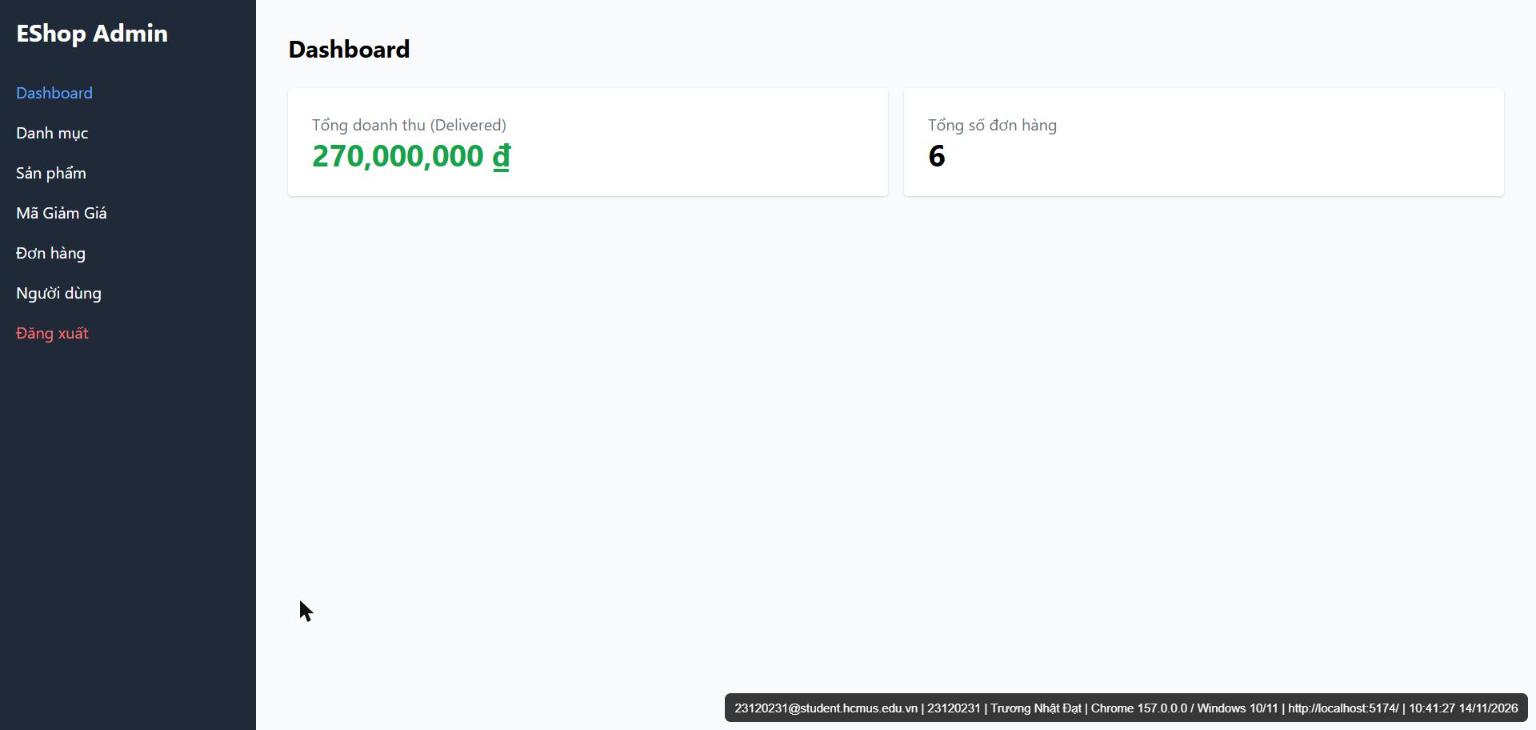 EShop Admin
Dashboard
Danh mục
Sản phẩm
Mã Giảm Giá
Đơn hàng
Người dùng
Đăng xuất
Dashboard
Tổng doanh thu (Delivered)
270,000,000 ₫
Tổng số đơn hàng
6
23120231@student.hcmus.edu.vn | 23120231 | Trương Nhật Đạt | Chrome 157.0.0.0 / Windows 10/11 | http://localhost:5174/ | 10:41:27 14/11/2026